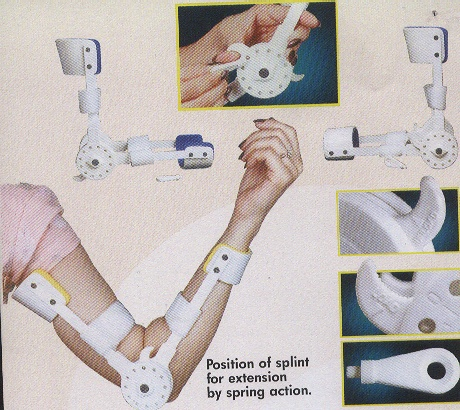 Position of splint
for extension
by spring action.